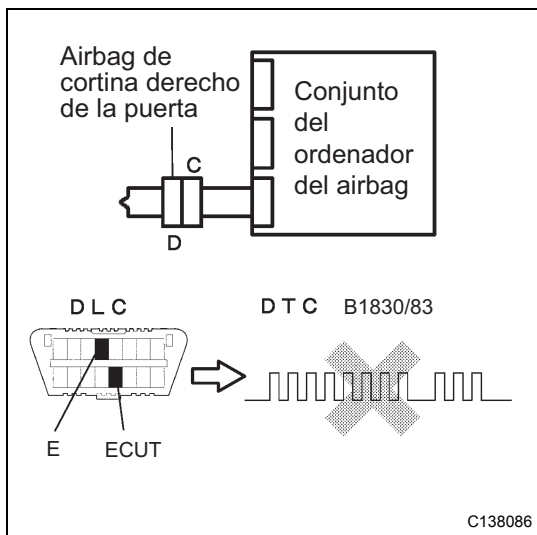 Airbag de
cortina derecho
de la puerta
C
D
Conjunto
del
ordenador
del airbag
DLC
DTC B1830/83
E
ECUT
C138086